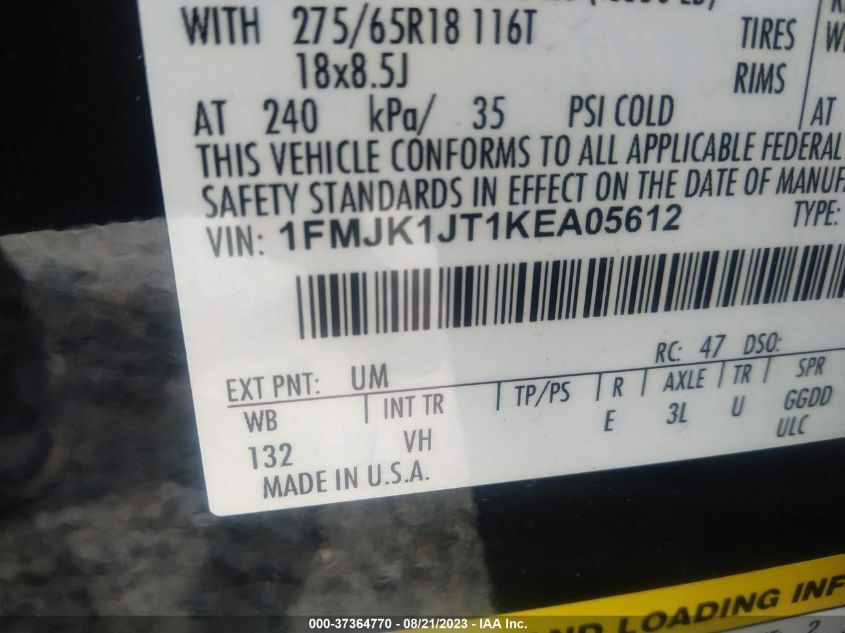 WITH 275/65R18 116T TIRES
18x8.5J RIMS
AT 240 kPa/ 35 PSI COLD AT
THIS VEHICLE CONFORMS TO ALL APPLICABLE FEDERAL
SAFETY STANDARDS IN EFFECT ON THE DATE OF MANUF
VIN: 1FMJK1JT1KEA05612 TYPE:
RC: 47 DSO:
EXT PNT: UM
WB INT TR TP/PS R AXLE TR SPR
132 VH E 3L U GGDD
ULC
MADE IN U.S.A.
AND LOADING INF
000-37364770 - 08/21/2023 - IAA Inc.